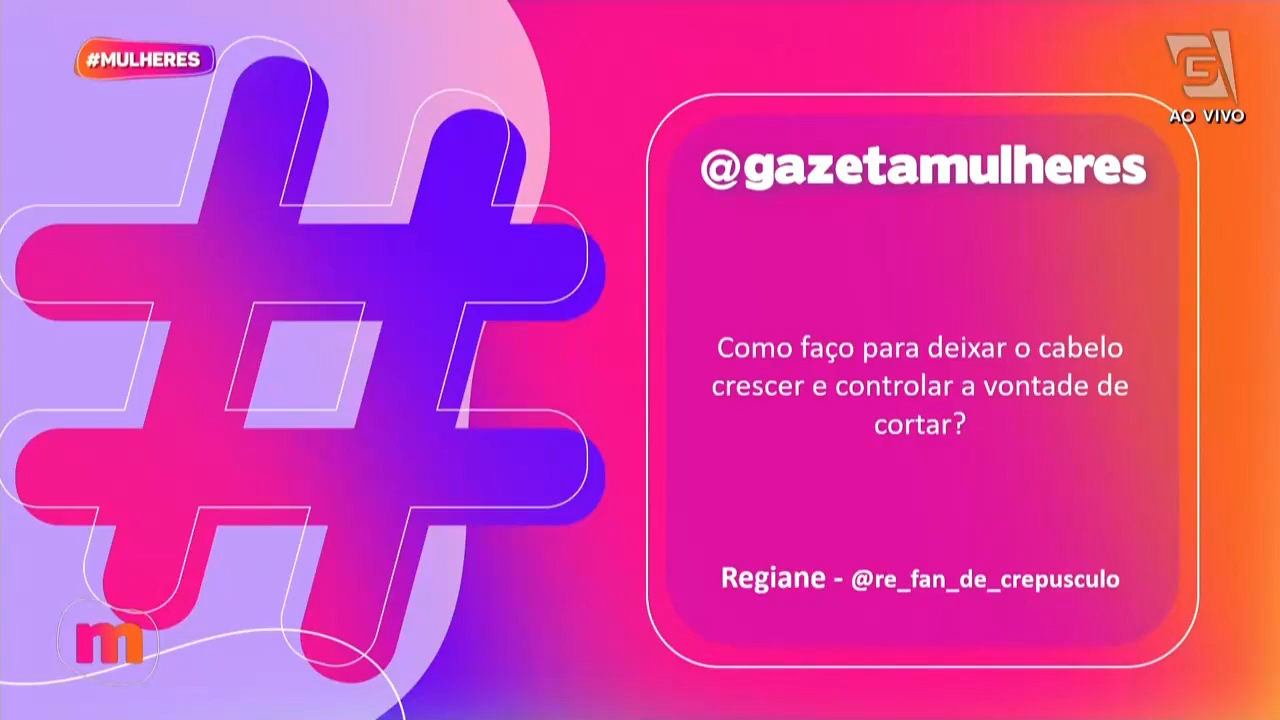 #MULHERES
AO VIVO
@gazetamulheres
Como faço para deixar o cabelo
crescer e controlar a vontade de
cortar?
Regiane - @re_fan_de_crepusculo
m